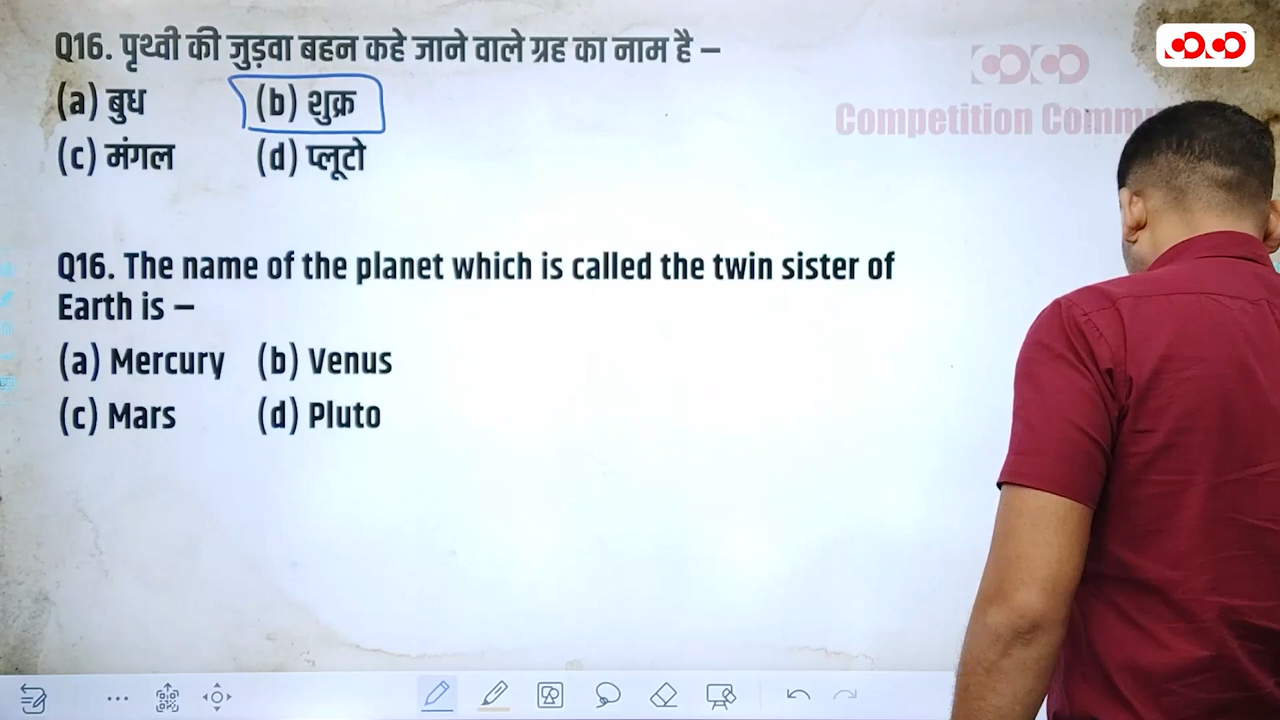 Q16. पृथ्वी की जुड़वा बहन कहे जाने वाले ग्रह का नाम है –
(a) बुध (b) शुक्र
(c) मंगल (d) प्लूटो
Competition
Q16. The name of the planet which is called the twin sister of
Earth is –
(a) Mercury (b) Venus
(c) Mars (d) Pluto